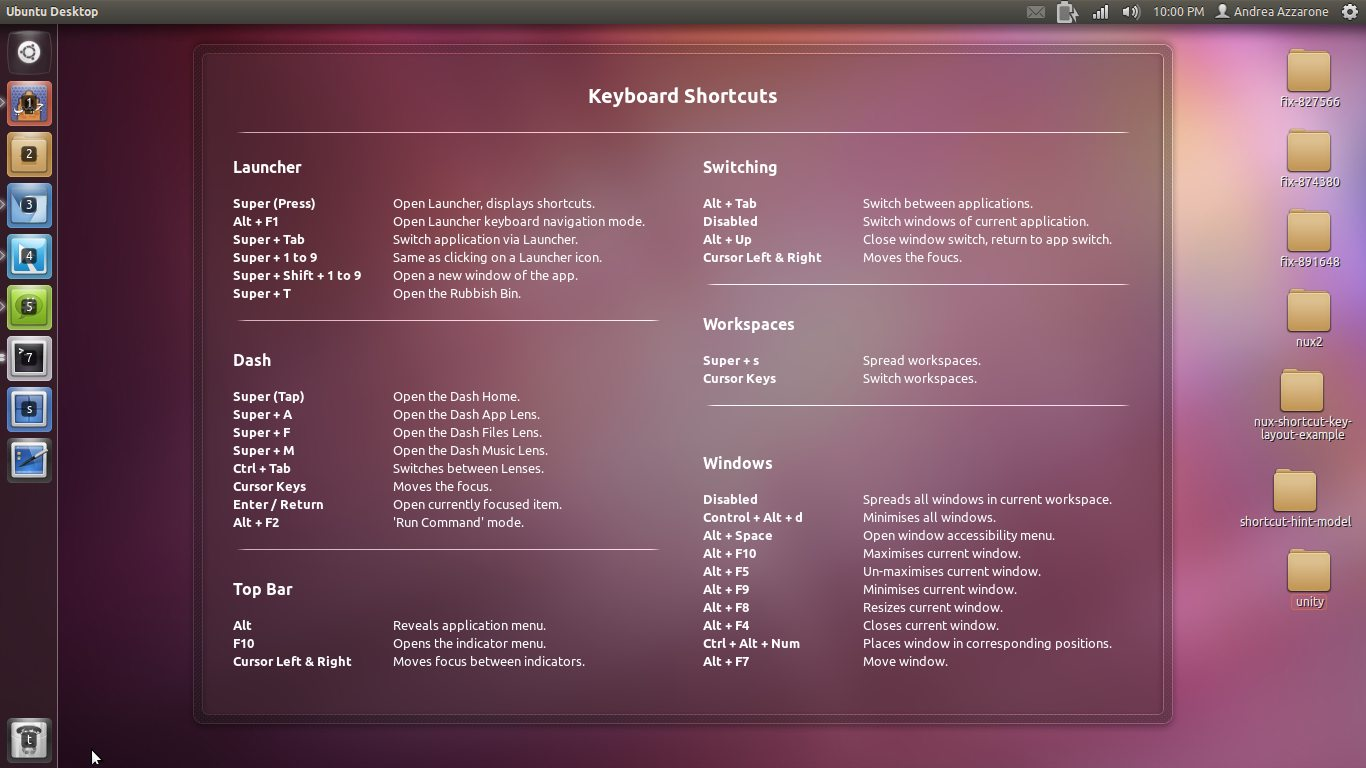 Ubuntu Desktop
10:00 PM Andrea Azzarone
Keyboard Shortcuts
Launcher
Super (Press) Open Launcher, displays shortcuts.
Alt + F1 Open Launcher keyboard navigation mode.
Super + Tab Switch application via Launcher.
Super + 1 to 9 Same as clicking on a Launcher icon.
Super + Shift + 1 to 9 Open a new window of the app.
Super + T Open the Rubbish Bin.
Dash
Super (Tap) Open the Dash Home.
Super + A Open the Dash App Lens.
Super + F Open the Dash Files Lens.
Super + M Open the Dash Music Lens.
Ctrl + Tab Switches between Lenses.
Cursor Keys Moves the focus.
Enter / Return Open currently focused item.
Alt + F2 'Run Command' mode.
Top Bar
Alt Reveals application menu.
F10 Opens the indicator menu.
Cursor Left & Right Moves focus between indicators.
Switching
Alt + Tab Switch between applications.
Disabled Switch windows of current application.
Alt + Up Close window switch, return to app switch.
Cursor Left & Right Moves the foucs.
Workspaces
Super + s Spread workspaces.
Cursor Keys Switch workspaces.
Windows
Disabled Spreads all windows in current workspace.
Control + Alt + d Minimises all windows.
Alt + Space Open window accessibility menu.
Alt + F10 Maximises current window.
Alt + F5 Un-maximises current window.
Alt + F9 Minimises current window.
Alt + F8 Resizes current window.
Alt + F4 Closes current window.
Ctrl + Alt + Num Places window in corresponding positions.
Alt + F7 Move window.
1
2
3
4
5
>_ 7
s
t
fix-827566
fix-874380
fix-891648
nux2
nux-shortcut-key-
layout-example
shortcut-hint-model
unity